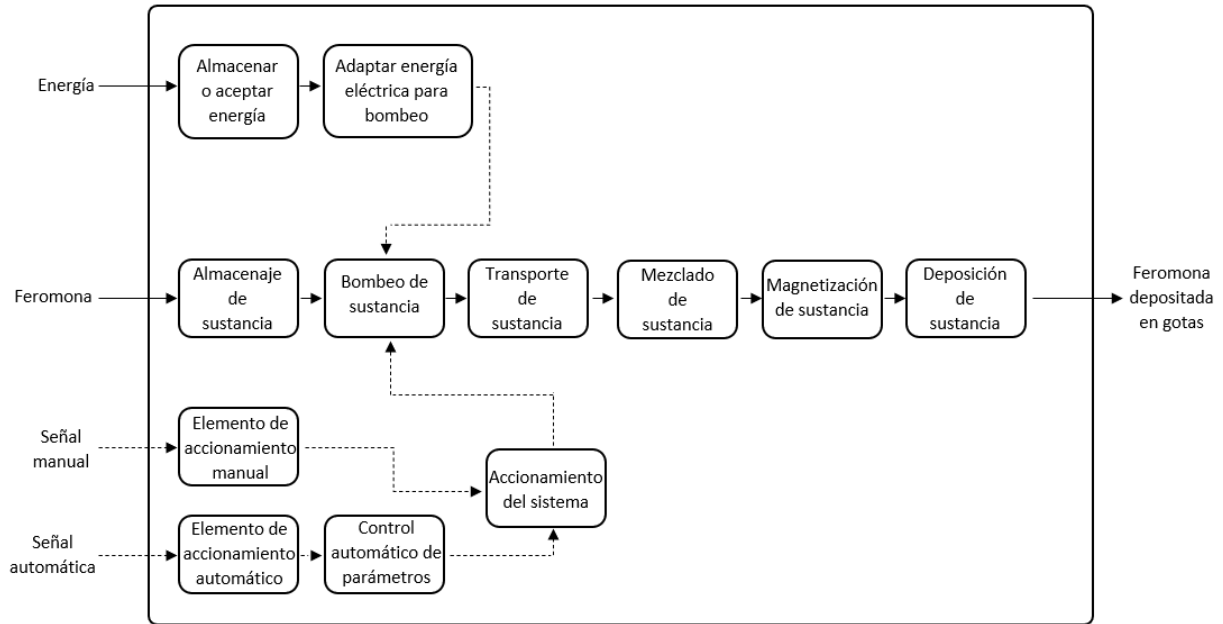 Energía
Almacenar
o aceptar
energía
Adaptar energía
eléctrica para
bombeo
Feromona
Almacenaje
de
sustancia
Bombeo de
sustancia
Transporte
de
sustancia
Mezclado
de
sustancia
Magnetización
de sustancia
Deposición
de
sustancia
Feromona
depositada
en gotas
Señal
manual
Elemento de
accionamiento
manual
Accionamiento
del sistema
Señal
automática
Elemento de
accionamiento
automático
Control
automático de
parámetros